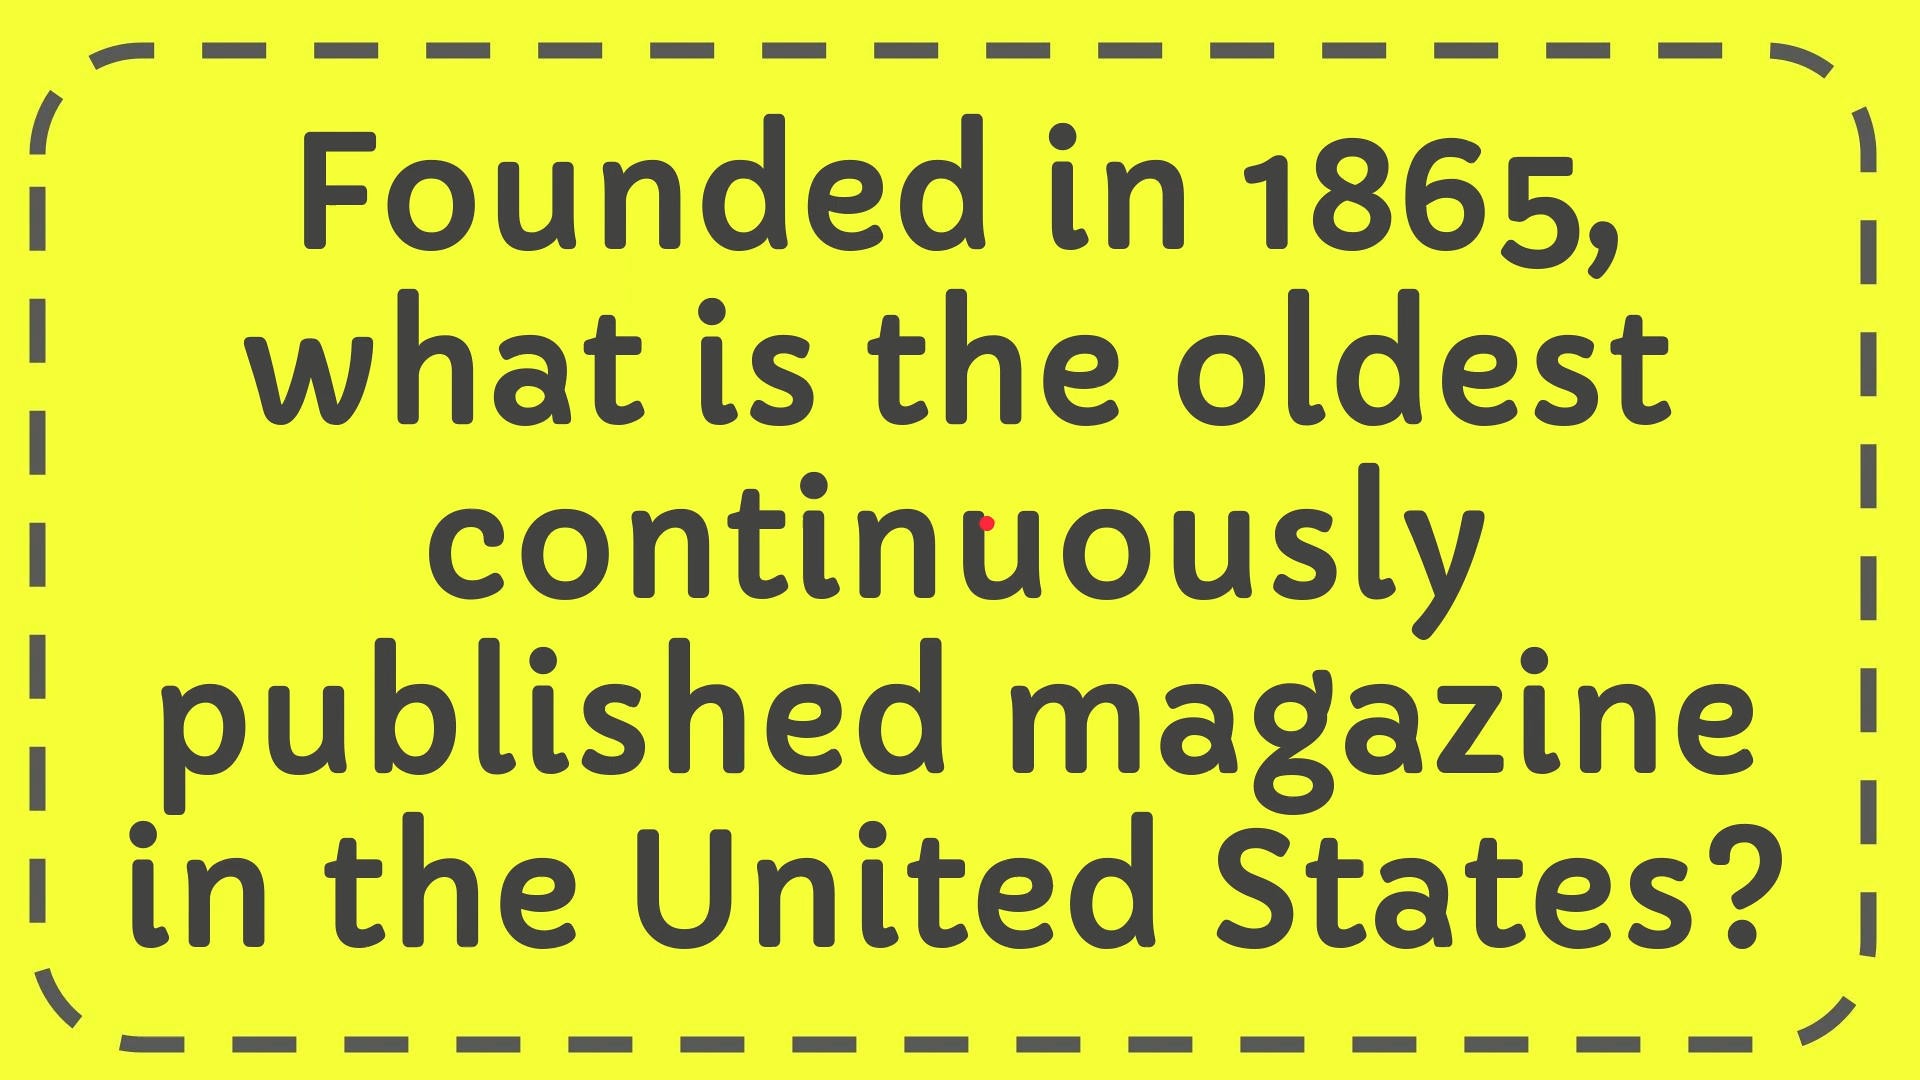 Founded in 1865,
what is the oldest
continuously
published magazine
in the United States?